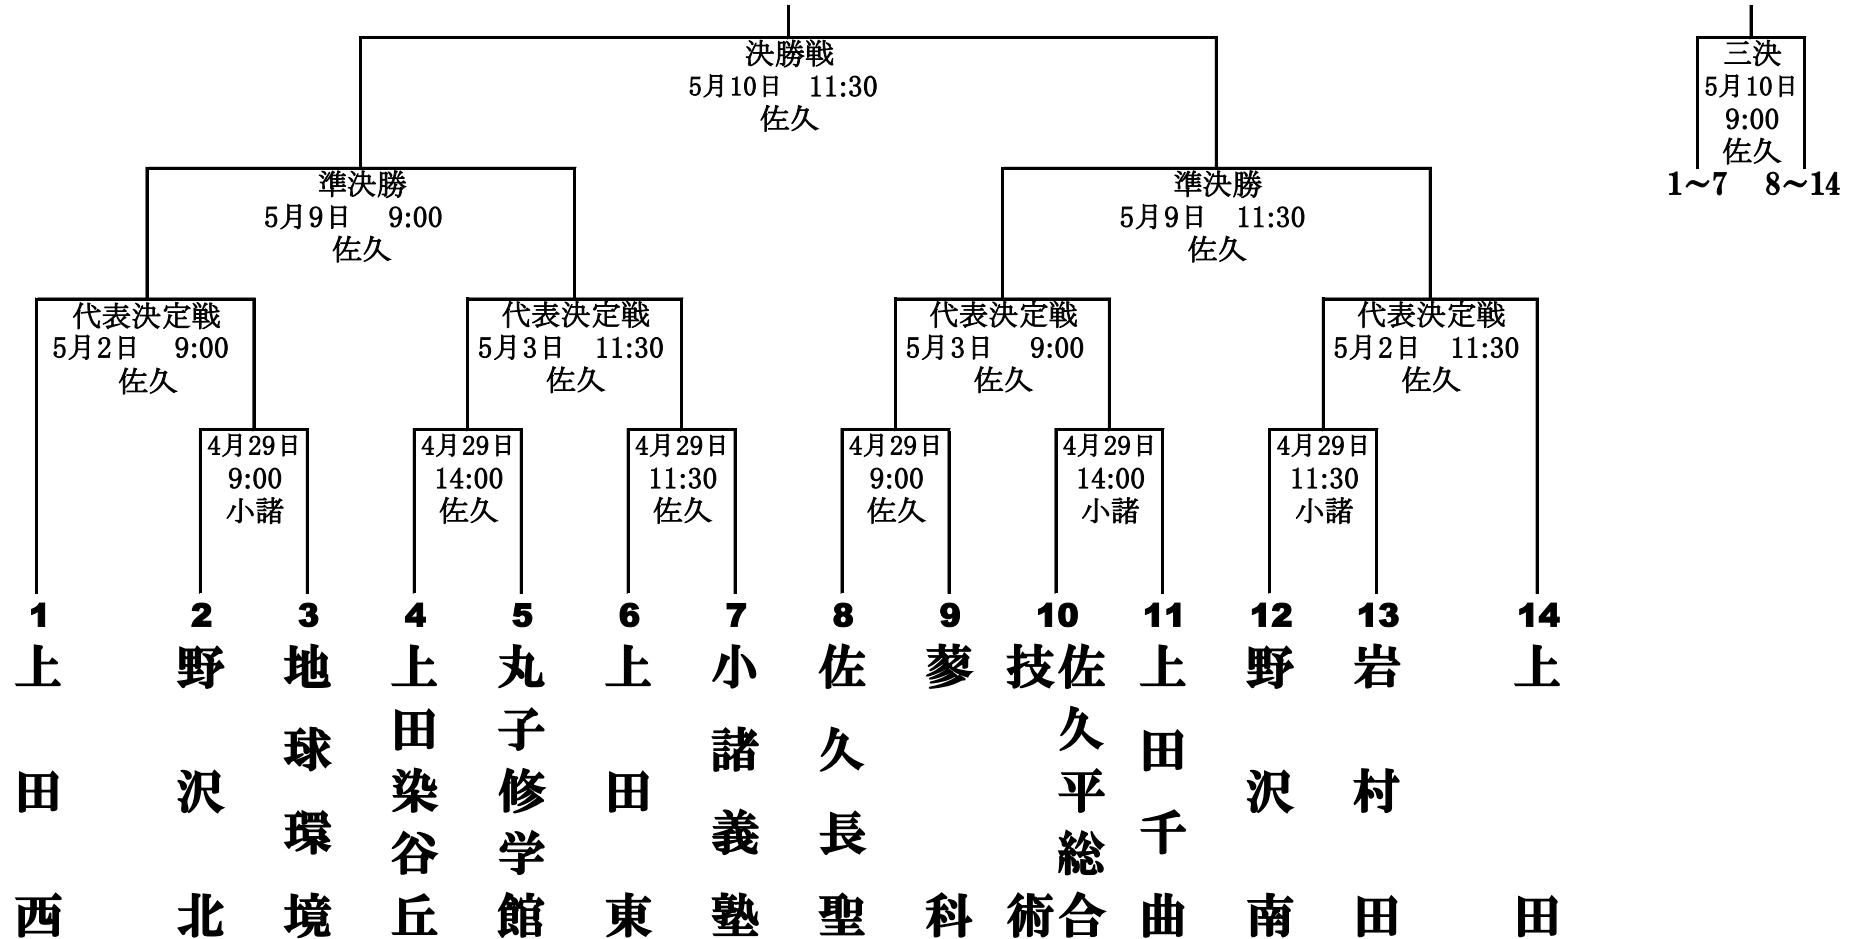 決勝戦
5月10日 11:30
佐久
三決
5月10日
9:00
佐久
1～7 8～14
準決勝
5月9日 9:00
佐久
準決勝
5月9日 11:30
佐久
代表決定戦
5月2日 9:00
佐久
代表決定戦
5月3日 11:30
佐久
代表決定戦
5月3日 9:00
佐久
代表決定戦
5月2日 11:30
佐久
4月29日
9:00
小諸
4月29日
14:00
佐久
4月29日
11:30
佐久
4月29日
9:00
佐久
4月29日
14:00
小諸
4月29日
11:30
小諸
1
上田西
2
野沢北
3
地球環境
4
上田染谷丘
5
丸子修学館
6
上田東
7
小諸義塾
8
佐久長聖
9
蓼科
10
佐久平総合
技術
11
上田千曲
12
野沢南
13
岩村田
14
上田